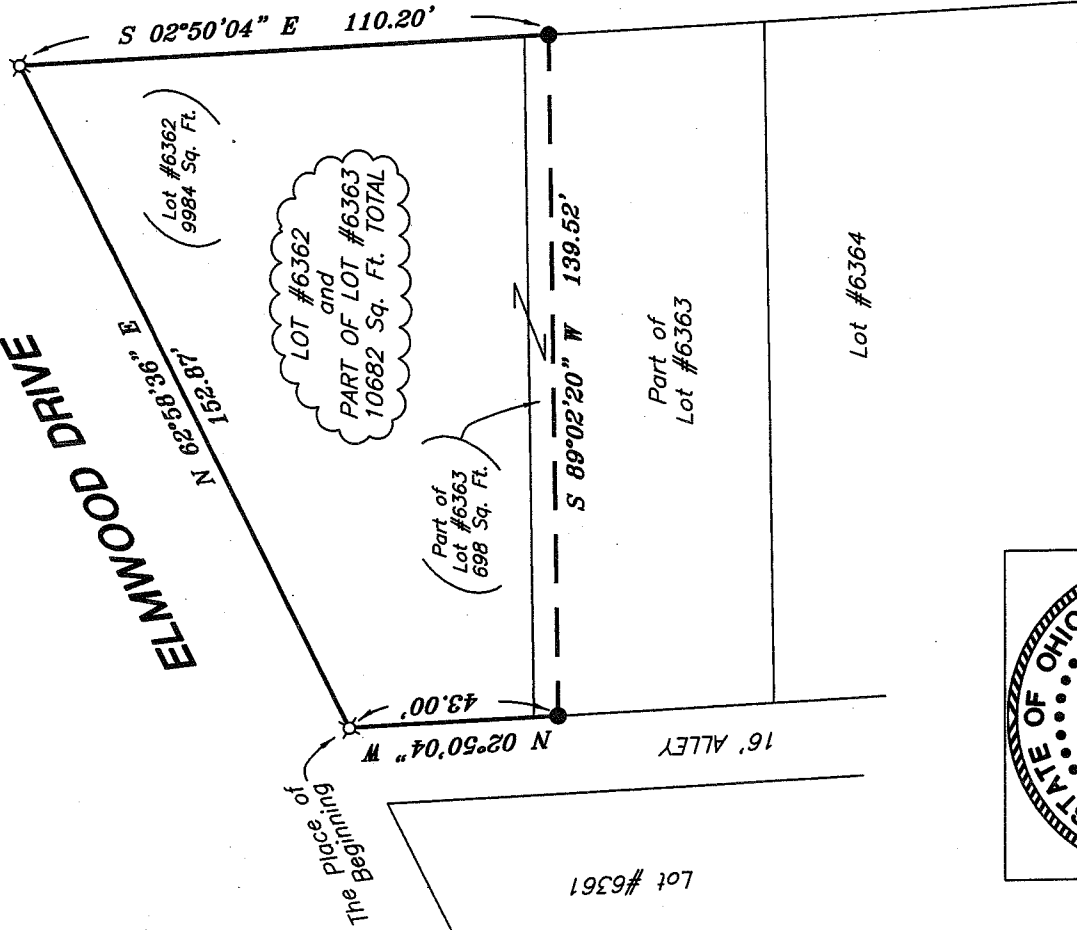 S 02°50'04" E 110.20'
Lot #6362
9984 Sq. Ft.
LOT #6362
and
PART OF LOT #6363
10682 Sq. Ft. TOTAL
ELMWOOD DRIVE
N 62°58'36" E
152.87'
S 89°02'20" W 139.52'
Part of
Lot #6363
698 Sq. Ft.
Part of
Lot #6363
Lot #6364
43.00'
N 02°50'04" W
16' ALLEY
The Place of
Beginning
Lot #6361
STATE OF OHIO